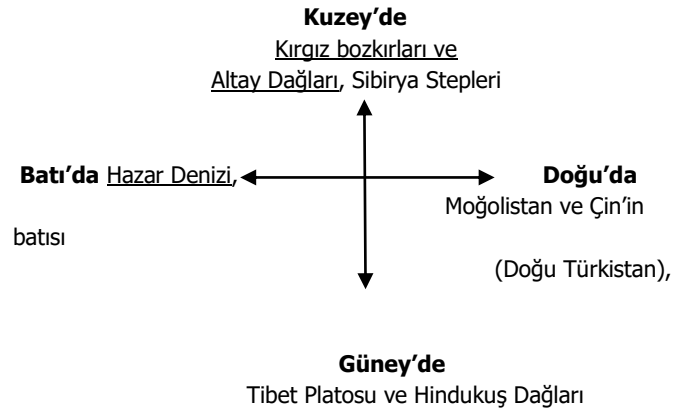 Kuzey’de
Kırgız bozkırları ve
Altay Dağları, Sibirya Stepleri
Batı’da Hazar Denizi,
Doğu’da
Moğolistan ve Çin’in
batısı
(Doğu Türkistan),
Güney’de
Tibet Platosu ve Hindukuş Dağları